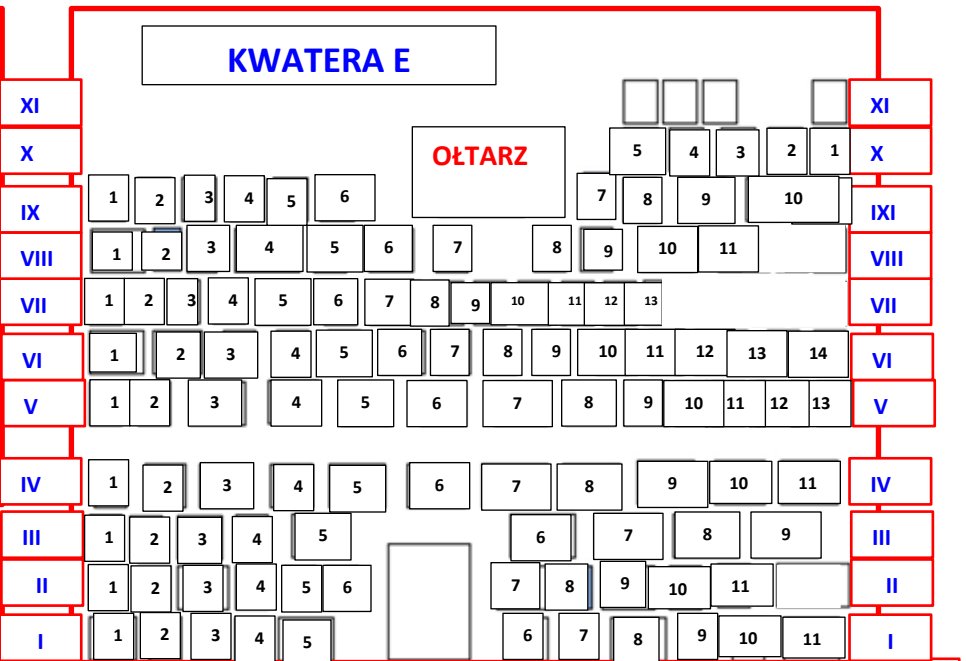 KWATERA E
XI XI
X OŁTARZ 5 4 3 2 1 X
IX 1 2 3 4 5 6 7 8 9 10 IXI
VIII 1 2 3 4 5 6 7 8 9 10 11 VIII
VII 1 2 3 4 5 6 7 8 9 10 11 12 13 VII
VI 1 2 3 4 5 6 7 8 9 10 11 12 13 14 VI
V 1 2 3 4 5 6 7 8 9 10 11 12 13 V
IV 1 2 3 4 5 6 7 8 9 10 11 IV
III 1 2 3 4 5 6 7 8 9 III
II 1 2 3 4 5 6 7 8 9 10 11 II
I 1 2 3 4 5 6 7 8 9 10 11 I